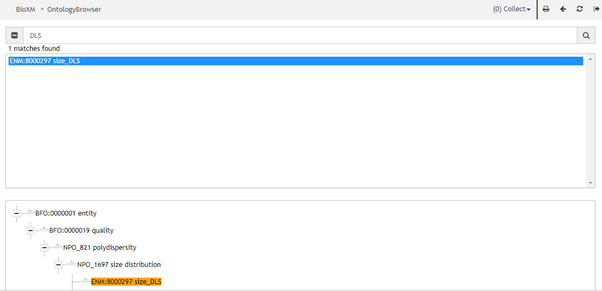 BioXM OntologyBrowser (0) Collect
DLS
1 matches found
ENM:8000297 size_DLS
BFO:0000001 entity
BFO:0000019 quality
NPO_821 polydispersity
NPO_1697 size distribution
ENM:8000297 size_DLS